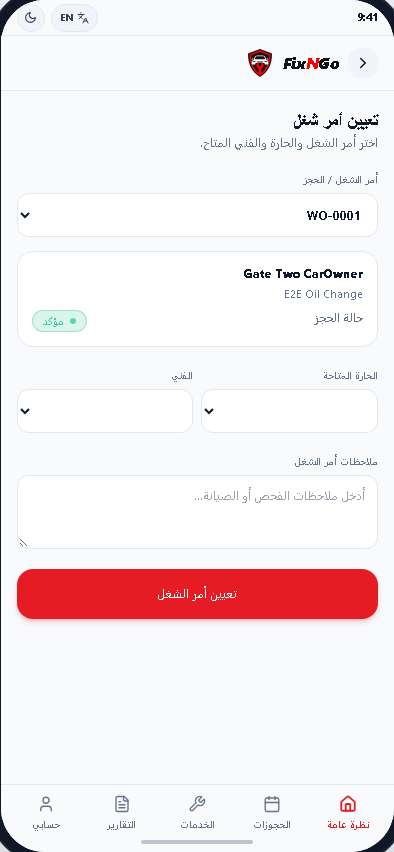 9:41
EN
FixNGo
تعيين أمر شغل
اختر أمر الشغل والحارة والفني المتاح.
أمر الشغل / الحجز
WO-0001
Gate Two CarOwner
E2E Oil Change
حالة الحجز
مؤكد
الحارة المتاحة
الفني
ملاحظات أمر الشغل
أدخل ملاحظات الفحص أو الصيانة...
تعيين أمر الشغل
نظرة عامة
الحجوزات
الخدمات
التقارير
حسابي